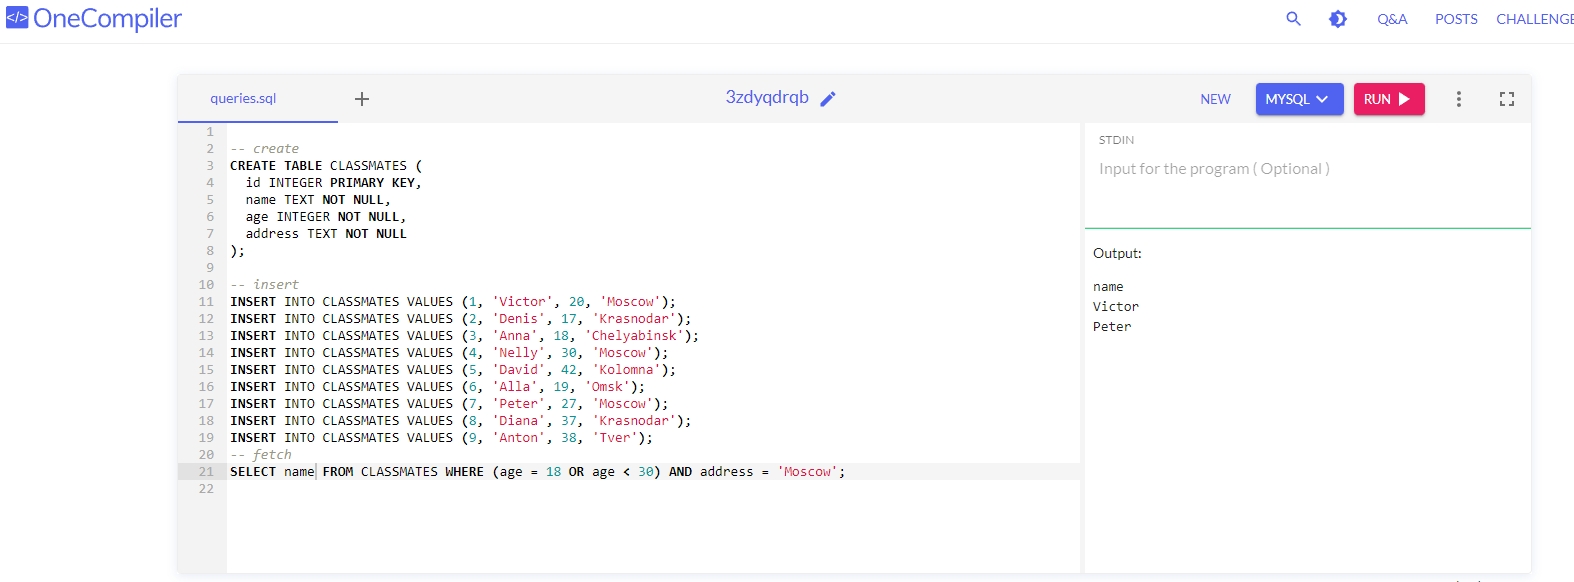 </> OneCompiler
Q&A POSTS CHALLENGE
queries.sql + 3zdyqdrqb NEW MYSQL RUN
1
2 -- create
3 CREATE TABLE CLASSMATES (
4   id INTEGER PRIMARY KEY,
5   name TEXT NOT NULL,
6   age INTEGER NOT NULL,
7   address TEXT NOT NULL
8 );
9
10 -- insert
11 INSERT INTO CLASSMATES VALUES (1, 'Victor', 20, 'Moscow');
12 INSERT INTO CLASSMATES VALUES (2, 'Denis', 17, 'Krasnodar');
13 INSERT INTO CLASSMATES VALUES (3, 'Anna', 18, 'Chelyabinsk');
14 INSERT INTO CLASSMATES VALUES (4, 'Nelly', 30, 'Moscow');
15 INSERT INTO CLASSMATES VALUES (5, 'David', 42, 'Kolomna');
16 INSERT INTO CLASSMATES VALUES (6, 'Alla', 19, 'Omsk');
17 INSERT INTO CLASSMATES VALUES (7, 'Peter', 27, 'Moscow');
18 INSERT INTO CLASSMATES VALUES (8, 'Diana', 37, 'Krasnodar');
19 INSERT INTO CLASSMATES VALUES (9, 'Anton', 38, 'Tver');
20 -- fetch
21 SELECT name FROM CLASSMATES WHERE (age = 18 OR age < 30) AND address = 'Moscow';
22
STDIN
Input for the program ( Optional )
Output:
name
Victor
Peter